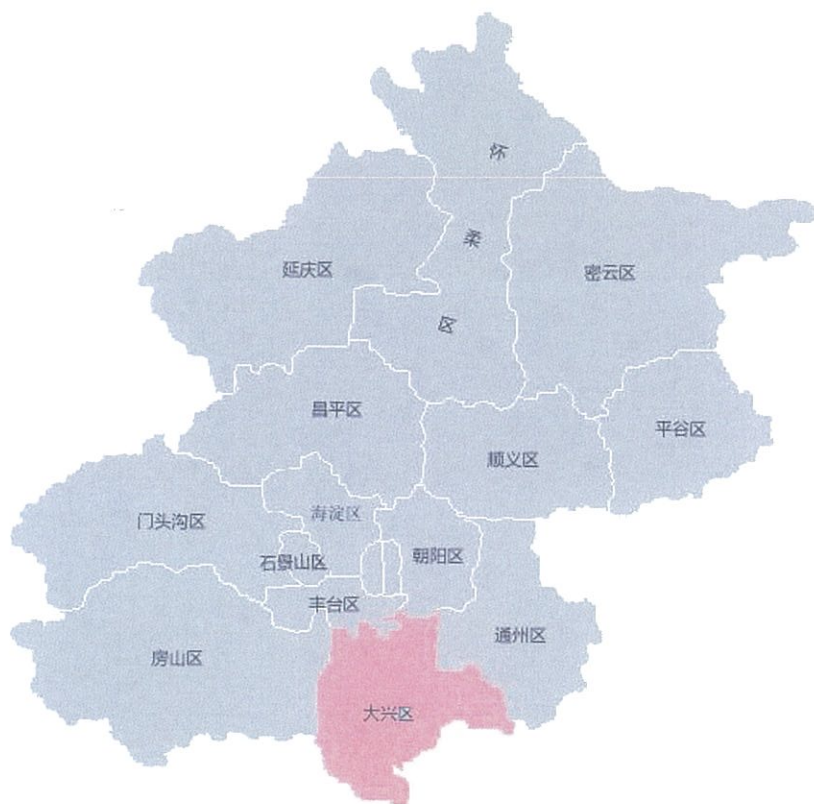 怀
柔
区
延庆区
密云区
昌平区
顺义区
平谷区
门头沟区
海淀区
石景山区
朝阳区
丰台区
通州区
房山区
大兴区